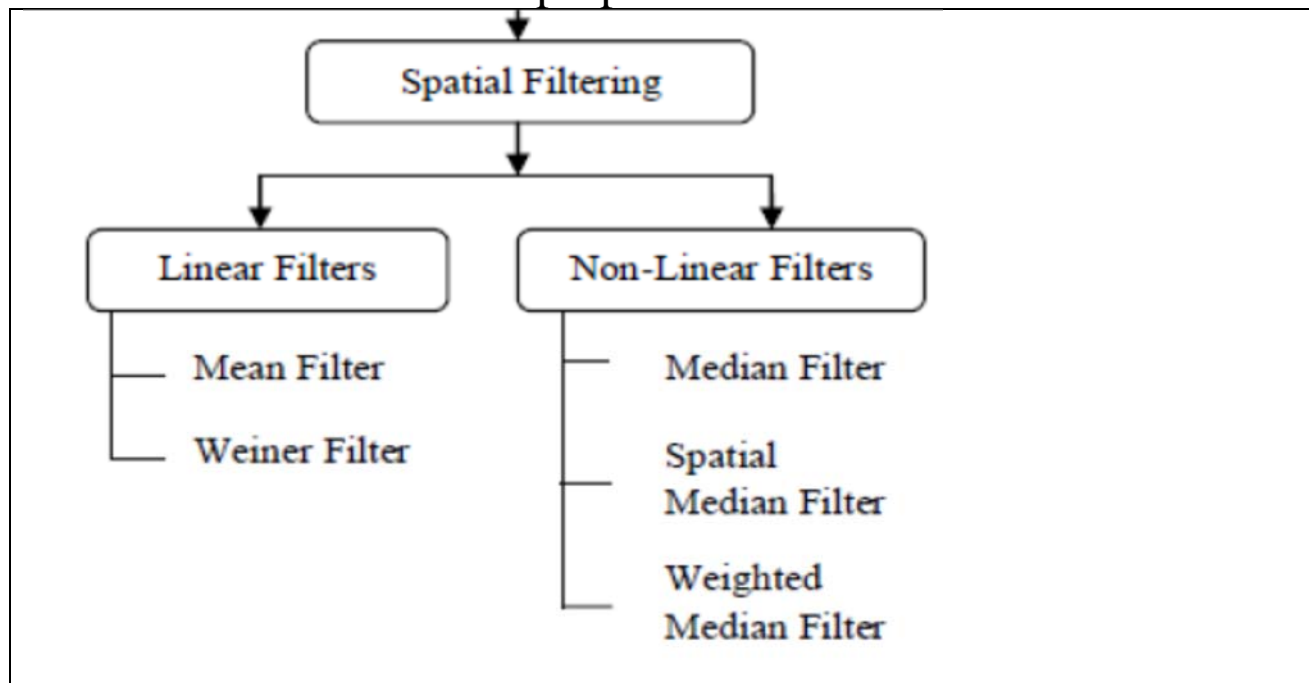 Spatial Filtering
Linear Filters
Non-Linear Filters
Mean Filter
Weiner Filter
Median Filter
Spatial
Median Filter
Weighted
Median Filter